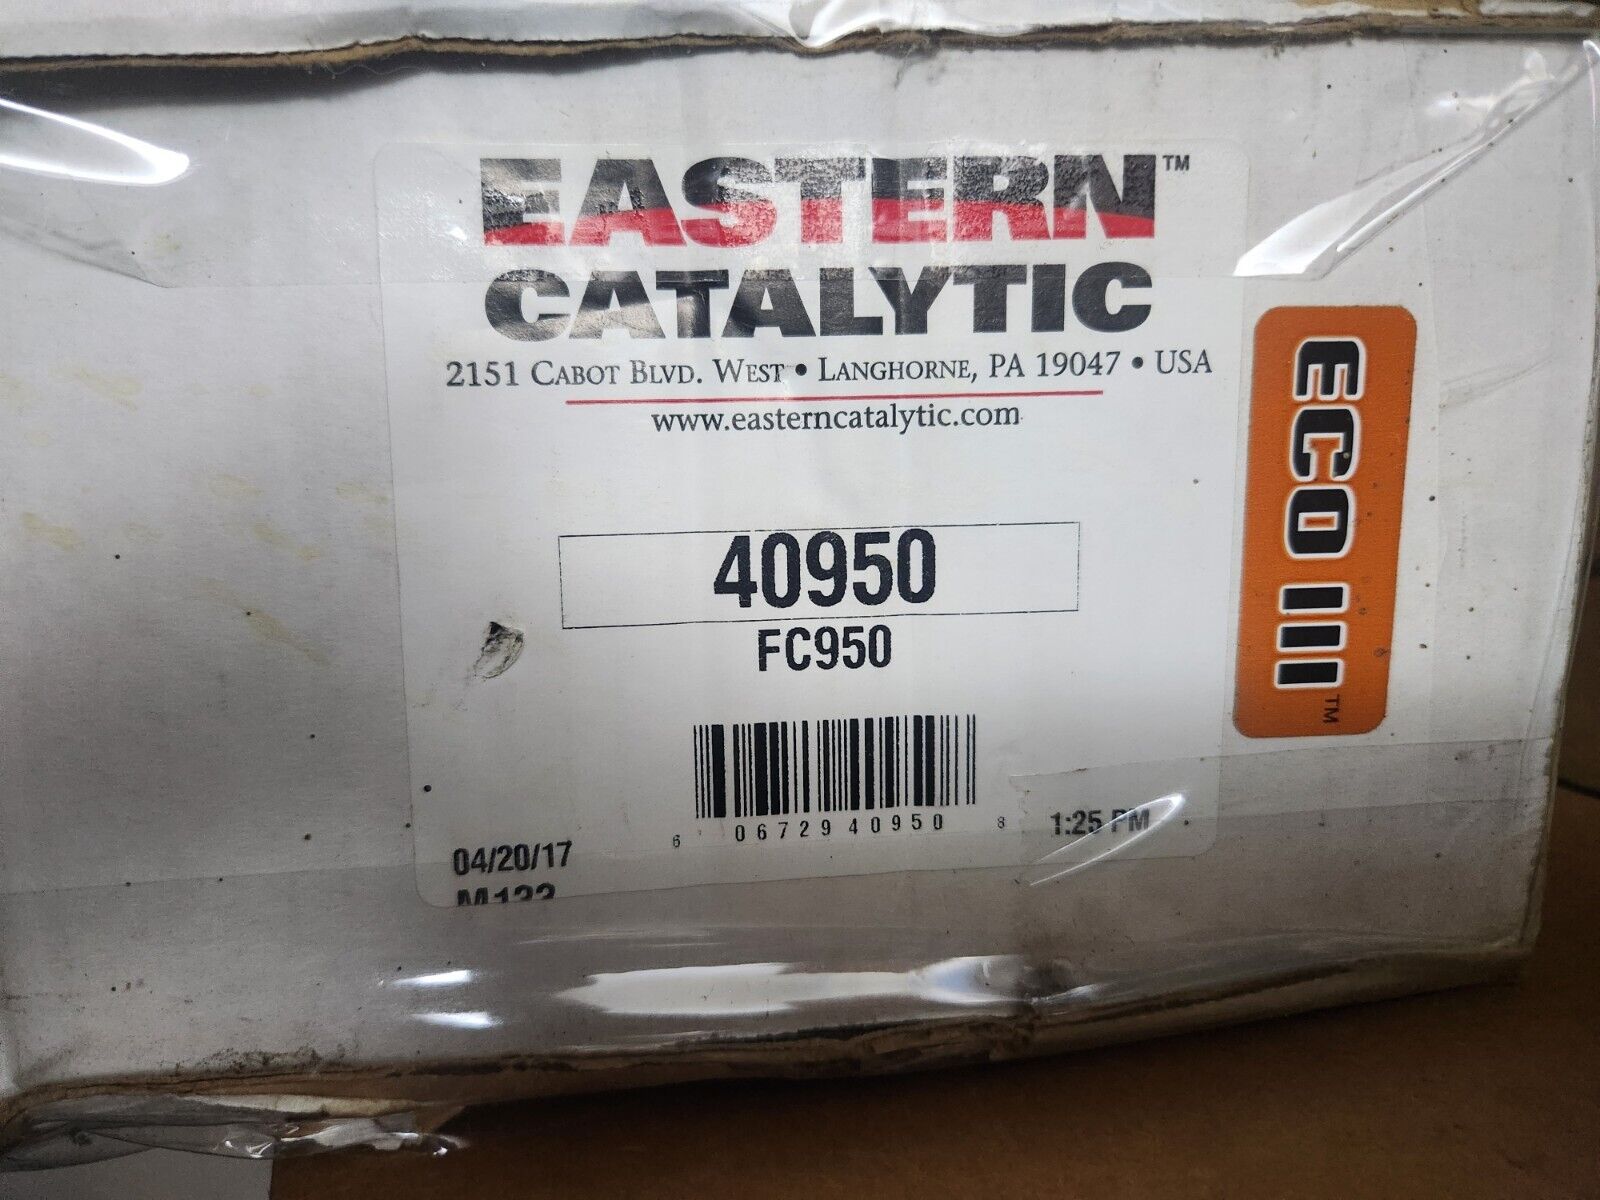 EASTERN™
CATALYTIC
2151 CABOT BLVD. WEST • LANGHORNE, PA 19047 • USA
www.easterncatalytic.com
ECO III™
40950
FC950
6 06729 40950 8
1:25 PM
04/20/17
M133